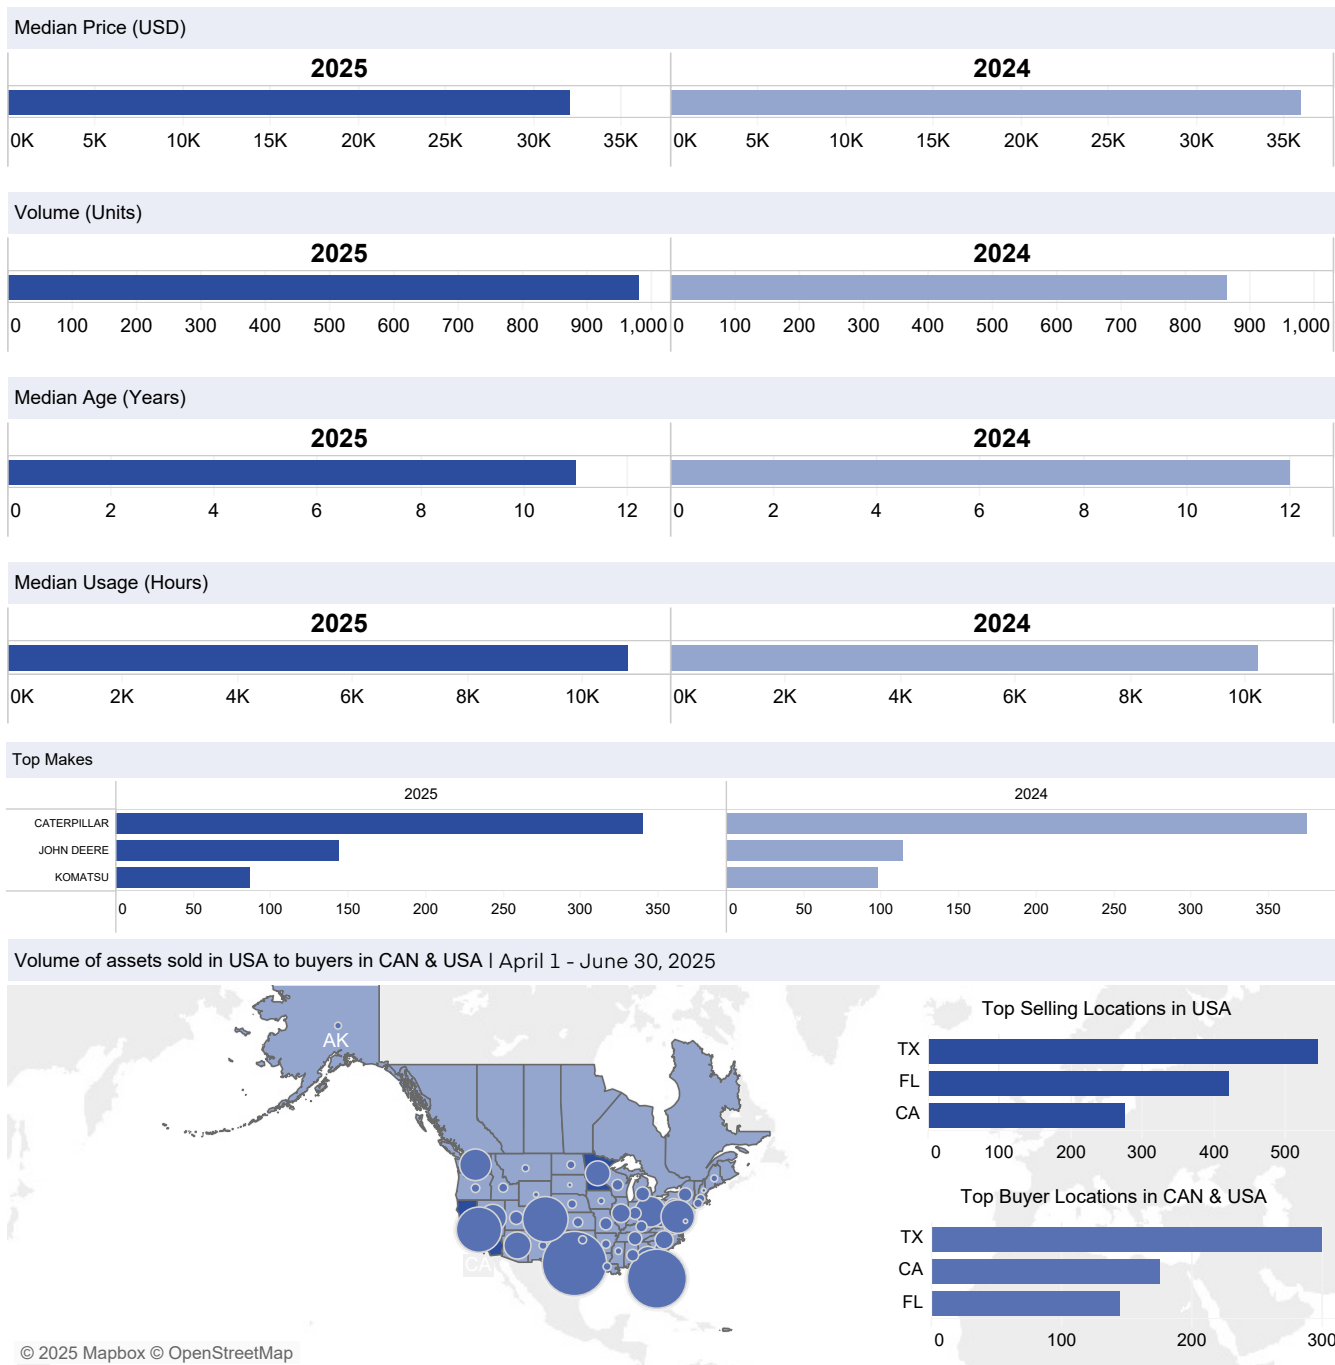 Median Price (USD)
2025 2024
0K 5K 10K 15K 20K 25K 30K 35K 0K 5K 10K 15K 20K 25K 30K 35K
Volume (Units)
2025 2024
0 100 200 300 400 500 600 700 800 900 1,000 0 100 200 300 400 500 600 700 800 900 1,000
Median Age (Years)
2025 2024
0 2 4 6 8 10 12 0 2 4 6 8 10 12
Median Usage (Hours)
2025 2024
0K 2K 4K 6K 8K 10K 0K 2K 4K 6K 8K 10K
Top Makes
2025 2024
CATERPILLAR
JOHN DEERE
KOMATSU
0 50 100 150 200 250 300 350 0 50 100 150 200 250 300 350
Volume of assets sold in USA to buyers in CAN & USA | April 1 - June 30, 2025
AK
CA
© 2025 Mapbox © OpenStreetMap
Top Selling Locations in USA
TX
FL
CA
0 100 200 300 400 500
Top Buyer Locations in CAN & USA
TX
CA
FL
0 100 200 300